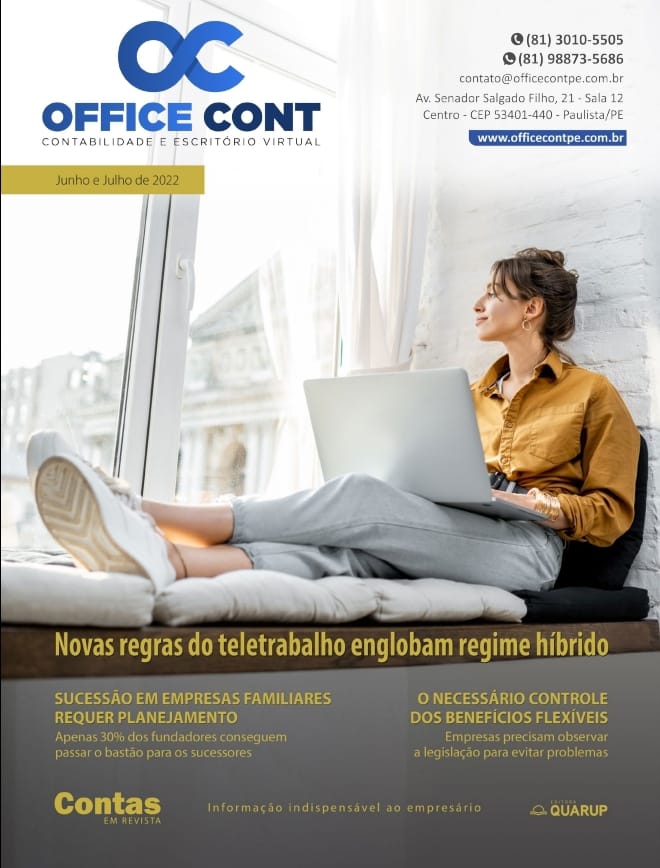 OC
OFFICE CONT
CONTABILIDADE E ESCRITÓRIO VIRTUAL
(81) 3010-5505
(81) 98873-5686
contato@officecontpe.com.br
Av. Senador Salgado Filho, 21 - Sala 12
Centro - CEP 53401-440 - Paulista/PE
www.officecontpe.com.br
Junho e Julho de 2022
Novas regras do teletrabalho englobam regime híbrido
SUCESSÃO EM EMPRESAS FAMILIARES
REQUER PLANEJAMENTO
Apenas 30% dos fundadores conseguem
passar o bastão para os sucessores
O NECESSÁRIO CONTROLE
DOS BENEFÍCIOS FLEXÍVEIS
Empresas precisam observar
a legislação para evitar problemas
Contas
EM REVISTA
Informação indispensável ao empresário
EDITORA
QUARUP